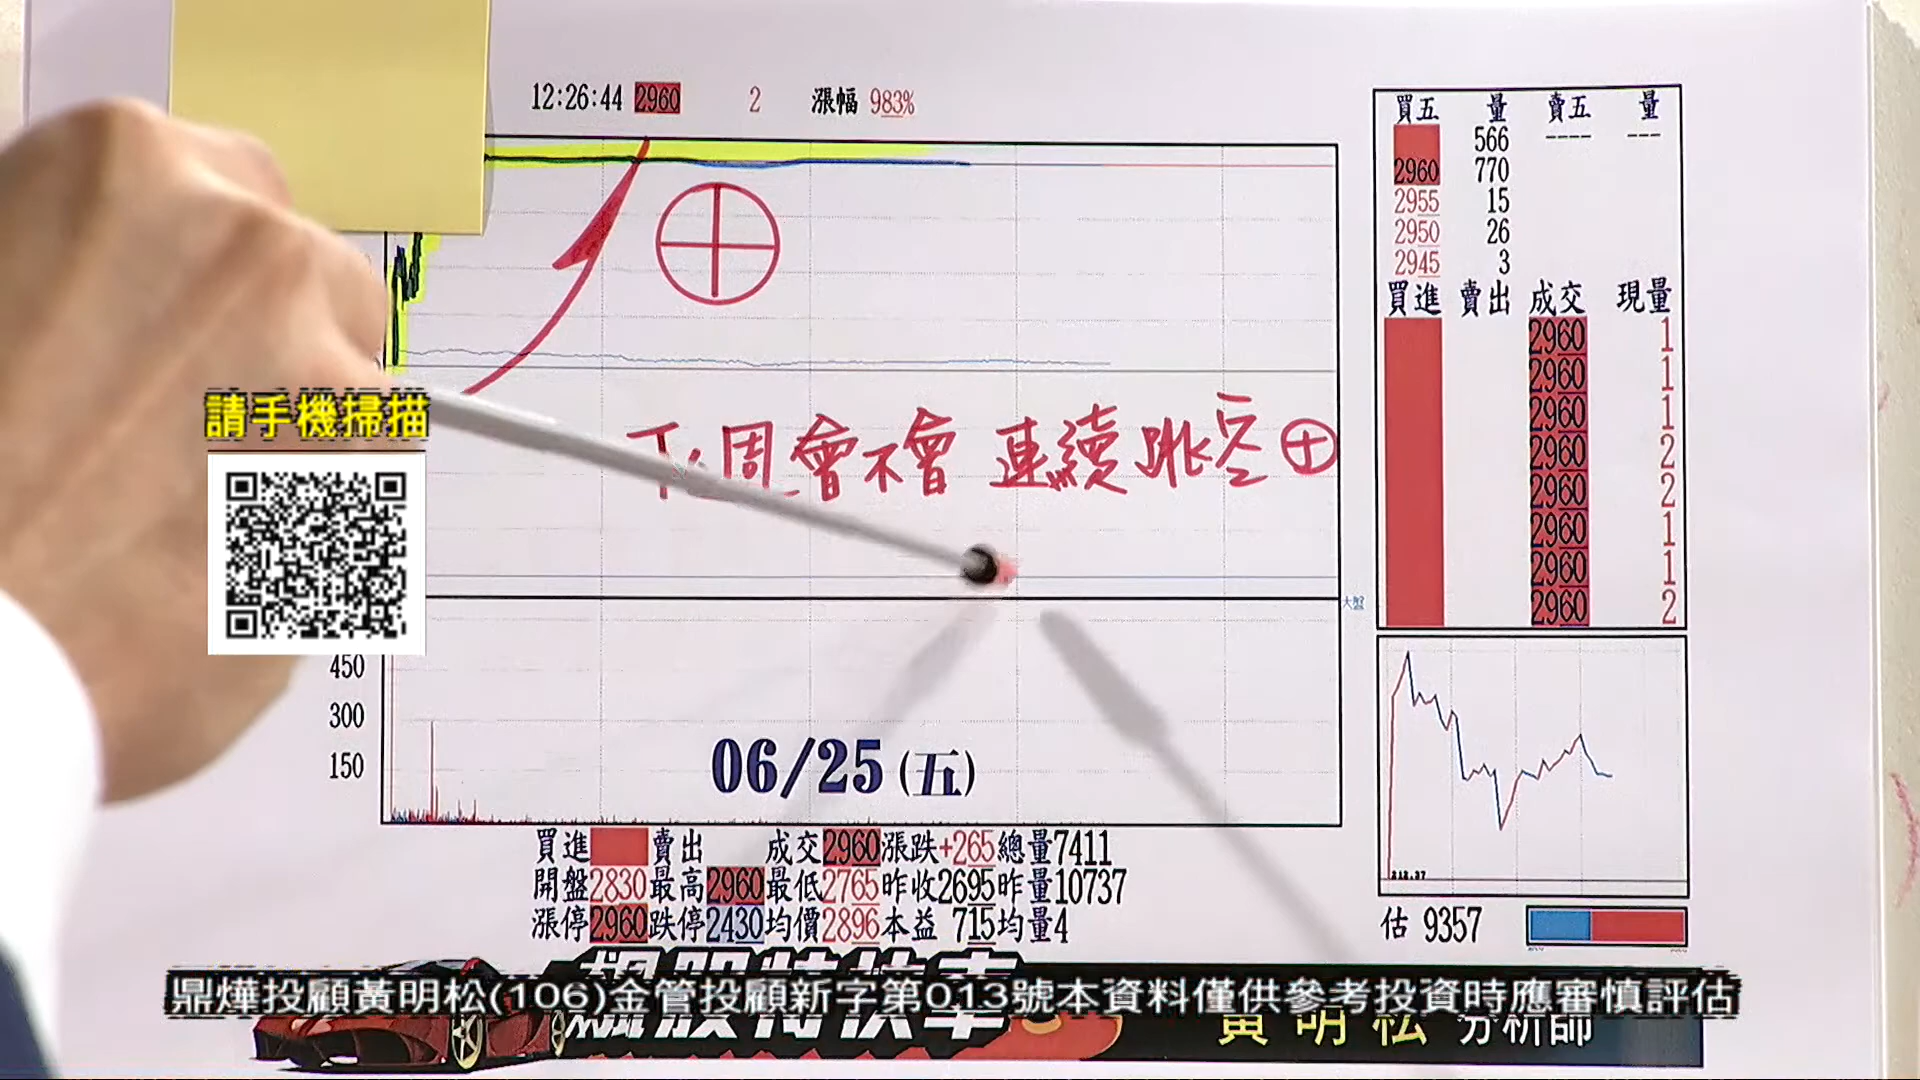 12:26:44 2960 2 漲幅 9.83%
買五 量 賣五 量
566 ---- ---
2960 770
2955 15
2950 26
2945 3
買進 賣出 成交 現量
2960 1
2960 1
2960 1
2960 2
2960 2
2960 1
2960 1
2960 2
請手機掃描
下周會不會連續跳空
大盤
450
300
150
06/25(五)
212.37
買進 賣出 成交2960漲跌+265總量7411
開盤2830最高2960最低2765昨收2695昨量10737
漲停2960跌停2430均價2896本益 715均量4
估 9357
飆股特快車
鼎燁投顧黃明松(106)金管投顧新字第013號本資料僅供參考投資時應審慎評估
黃明松 分析師